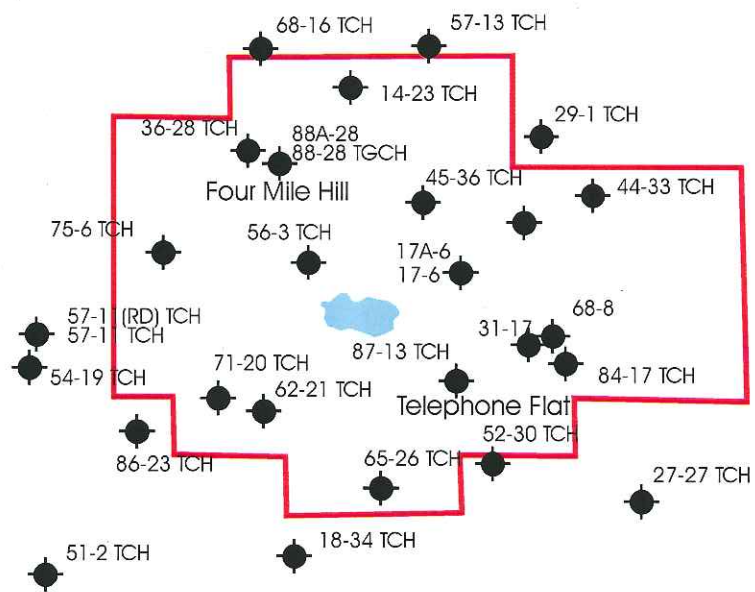 68-16 TCH
57-13 TCH
14-23 TCH
29-1 TCH
36-28 TCH
88A-28
88-28 TGCH
Four Mile Hill
45-36 TCH
44-33 TCH
75-6 TCH
56-3 TCH
17A-6
17-6
57-11(RD) TCH
57-11 TCH
68-8
31-17
54-19 TCH
71-20 TCH
87-13 TCH
84-17 TCH
62-21 TCH
Telephone Flat
86-23 TCH
52-30 TCH
65-26 TCH
27-27 TCH
18-34 TCH
51-2 TCH